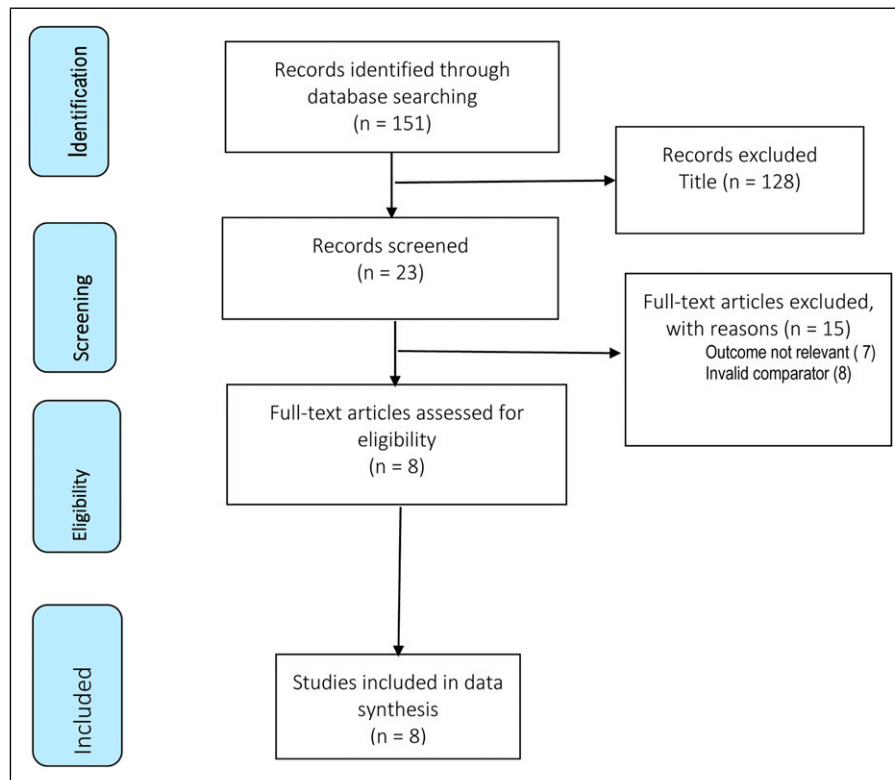 Identification
Records identified through
database searching
(n = 151)
Records excluded
Title (n = 128)
Screening
Records screened
(n = 23)
Full-text articles excluded,
with reasons (n = 15)
Outcome not relevant ( 7)
Invalid comparator (8)
Eligibility
Full-text articles assessed for
eligibility
(n = 8)
Included
Studies included in data
synthesis
(n = 8)